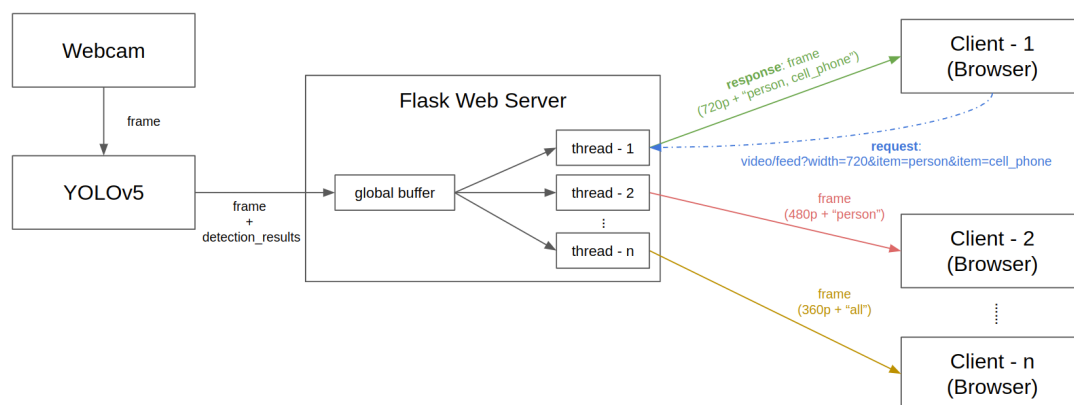 Webcam
frame
YOLOv5
frame
+
detection_results
Flask Web Server
global buffer
thread - 1
thread - 2
thread - n
response: frame
(720p + “person, cell_phone”)
request:
video/feed?width=720&item=person&item=cell_phone
frame
(480p + “person”)
frame
(360p + “all”)
Client - 1
(Browser)
Client - 2
(Browser)
Client - n
(Browser)